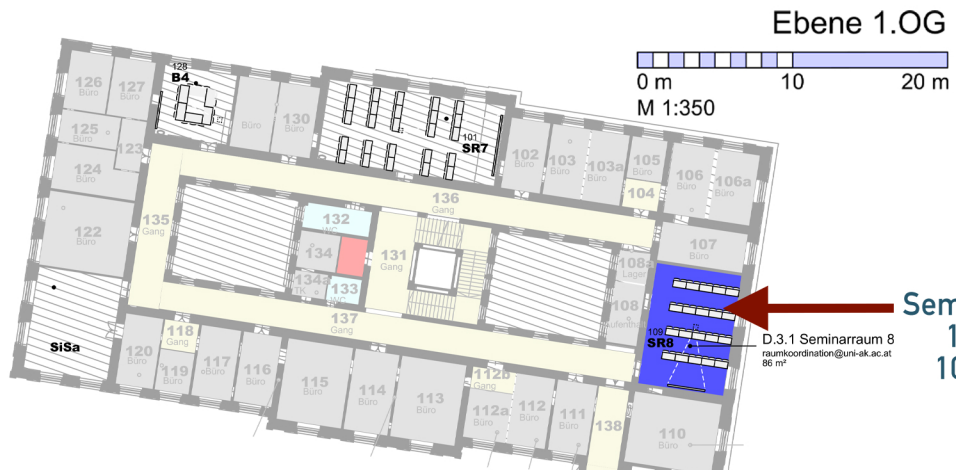 Ebene 1.OG
0 m
10
20 m
M 1:350
128
B4
126
Büro
127
Büro
Büro
130
Büro
101
SR7
102
Büro
103
Büro
103a
Büro
105
Büro
104
106
Büro
106a
Büro
125
Büro
123
124
Büro
122
Büro
135
Gang
136
Gang
132
WC
134
134a
TK
133
WC
131
Gang
137
Gang
107
Büro
108a
Lager
108
109
SR8
D.3.1 Seminarraum 8
raumkoordination@uni-ak.ac.at
86 m²
Sem
1
10
SiSa
118
Gang
120
Büro
119
Büro
117
Büro
116
Büro
115
Büro
114
Büro
113
Büro
112b
Gang
112a
Büro
112
Büro
111
Büro
138
110
Büro